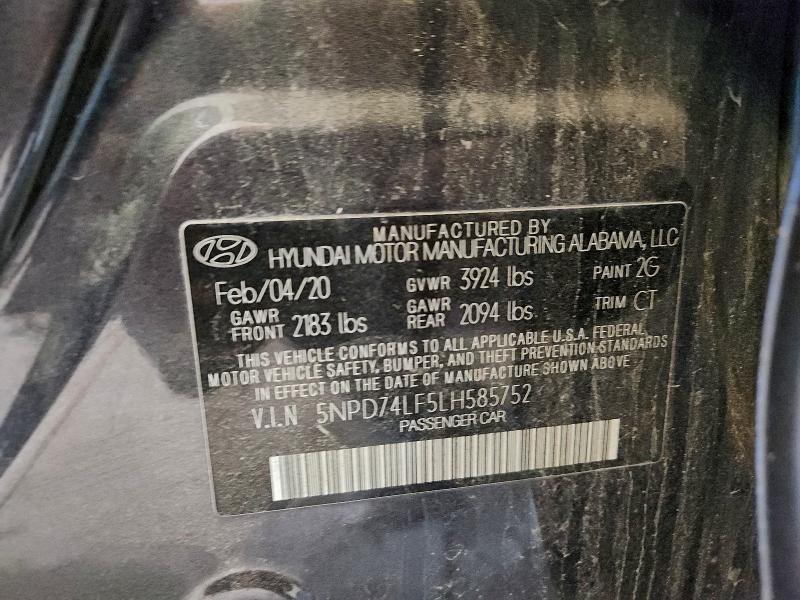 MANUFACTURED BY
HYUNDAI MOTOR MANUFACTURING ALABAMA, LLC
Feb/04/20 GVWR 3924 lbs PAINT 2G
GAWR FRONT 2183 lbs GAWR REAR 2094 lbs. TRIM CT
THIS VEHICLE CONFORMS TO ALL APPLICABLE U.S.A. FEDERAL
MOTOR VEHICLE SAFETY, BUMPER, AND THEFT PREVENTION STANDARDS
IN EFFECT ON THE DATE OF MANUFACTURE SHOWN ABOVE
V.I.N 5NPD74LF5LH585752
PASSENGER CAR